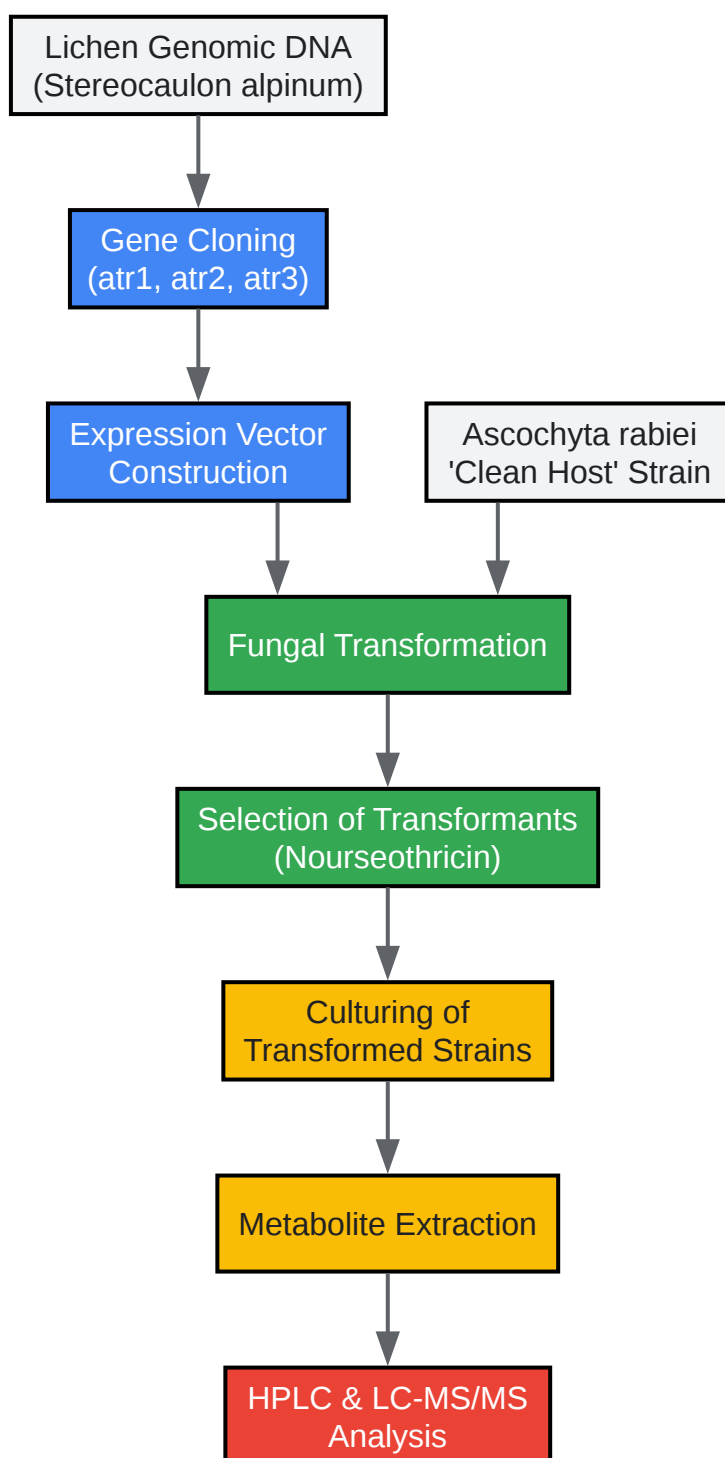 Lichen Genomic DNA
(Stereocaulon alpinum)
Gene Cloning
(atr1, atr2, atr3)
Expression Vector
Construction
Ascochyta rabiei
'Clean Host' Strain
Fungal Transformation
Selection of Transformants
(Nourseothricin)
Culturing of
Transformed Strains
Metabolite Extraction
HPLC & LC-MS/MS
Analysis